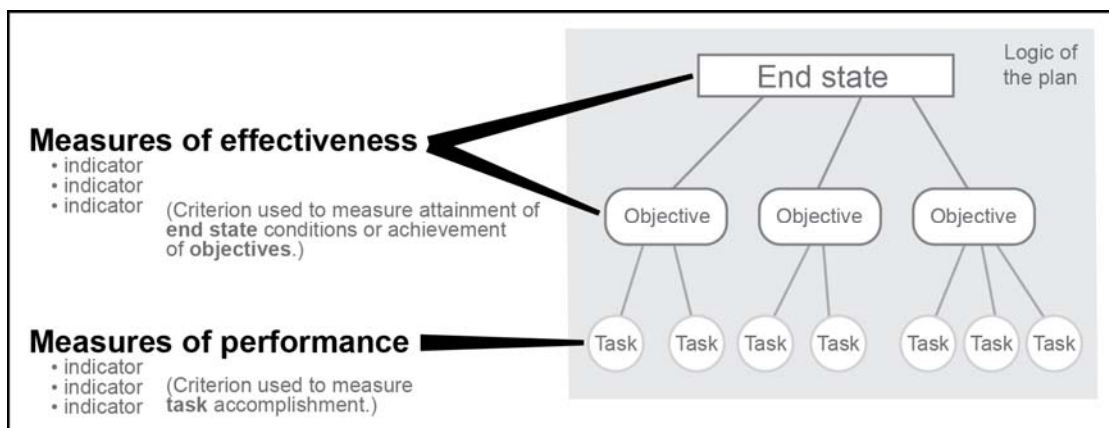 Logic of
the plan
End state
Measures of effectiveness
• indicator
• indicator
• indicator
(Criterion used to measure attainment of
end state conditions or achievement
of objectives.)
Objective
Objective
Objective
Measures of performance
• indicator
• indicator
• indicator
(Criterion used to measure
task accomplishment.)
Task
Task
Task
Task
Task
Task
Task